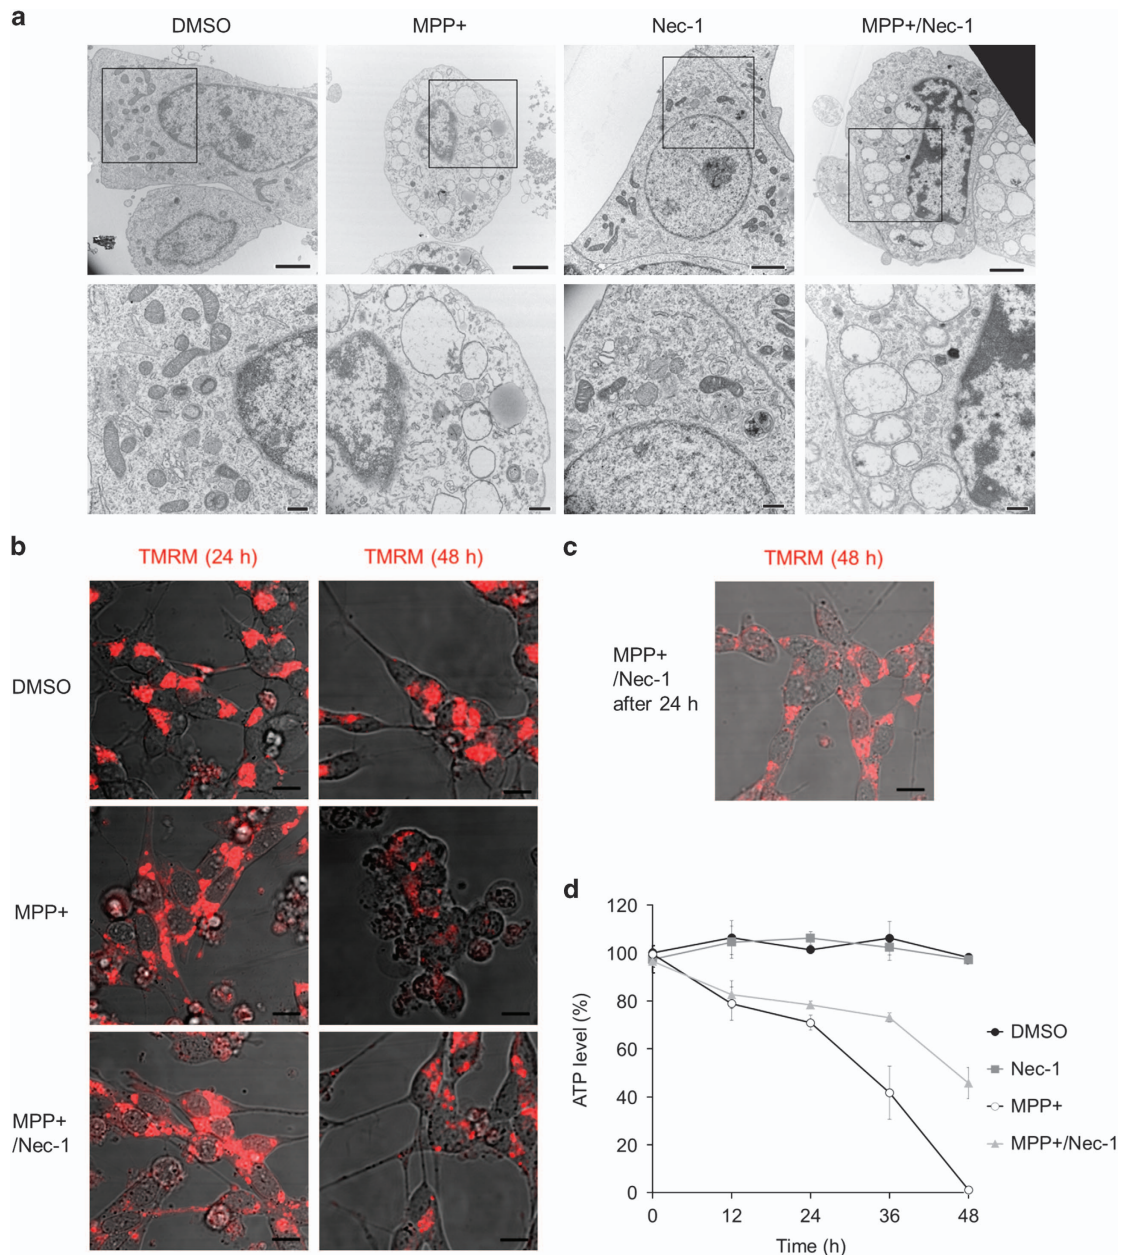 a
DMSO
MPP+
Nec-1
MPP+/Nec-1
b
TMRM (24 h)
TMRM (48 h)
DMSO
MPP+
MPP+
/Nec-1
c
TMRM (48 h)
MPP+
/Nec-1
after 24 h
d
120
100
80
60
40
20
0
ATP level (%)
0 12 24 36 48
Time (h)
DMSO
Nec-1
MPP+
MPP+/Nec-1